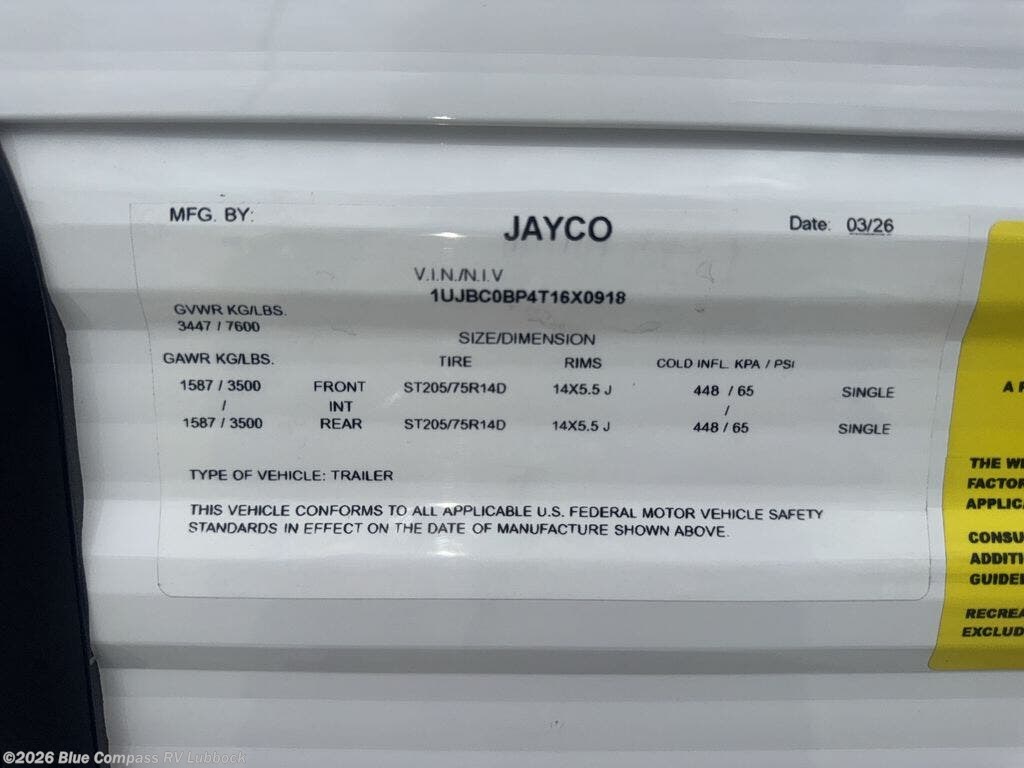 MFG. BY:
JAYCO
Date: 03/26
V.I.N./N.I.V
1UJBC0BP4T16X0918
GVWR KG/LBS.
3447 / 7600
SIZE/DIMENSION
GAWR KG/LBS. TIRE RIMS COLD INFL. KPA / PSI
1587 / 3500 FRONT ST205/75R14D 14X5.5 J 448 / 65 SINGLE
/ INT /
1587 / 3500 REAR ST205/75R14D 14X5.5 J 448 / 65 SINGLE
TYPE OF VEHICLE: TRAILER
THIS VEHICLE CONFORMS TO ALL APPLICABLE U.S. FEDERAL MOTOR VEHICLE SAFETY
STANDARDS IN EFFECT ON THE DATE OF MANUFACTURE SHOWN ABOVE.
A
THE
CONSU
ADDITI
GUIDEL
RECREA
EXCLUD
©2026 Blue Compass RV Lubbock